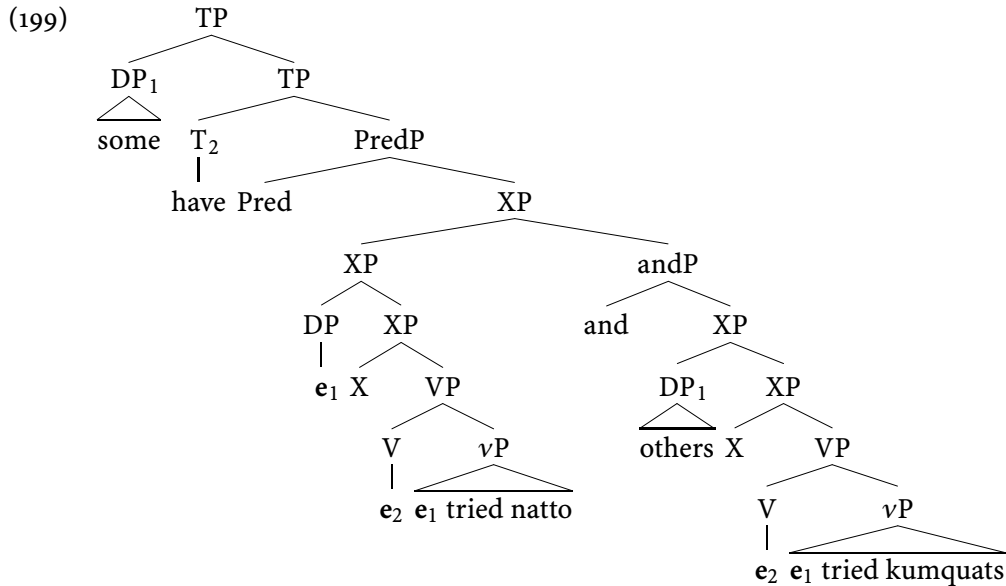 (199) TP
DP₁ TP
some T₂ PredP
have Pred XP
XP andP
DP XP and XP
e₁ X VP DP₁ XP
V vP others X VP
e₂ e₁ tried natto V vP
e₂ e₁ tried kumquats